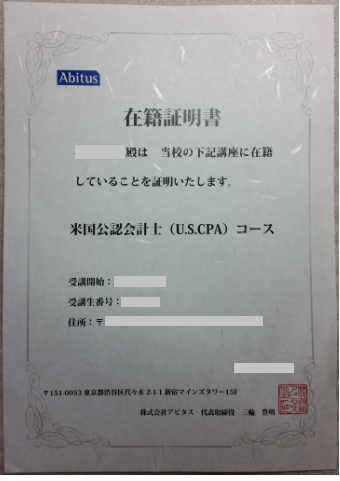 Abitus
在籍証明書
殿は 当校の下記講座に在籍
していることを証明いたします。
米国公認会計士（U.S.CPA）コース
受講開始：
受講生番号：
住所：〒
〒151-0053 東京都渋谷区代々木 2-1-1 新宿マインズタワー15F
株式会社アビタス 代表取締役 三輪 豊明